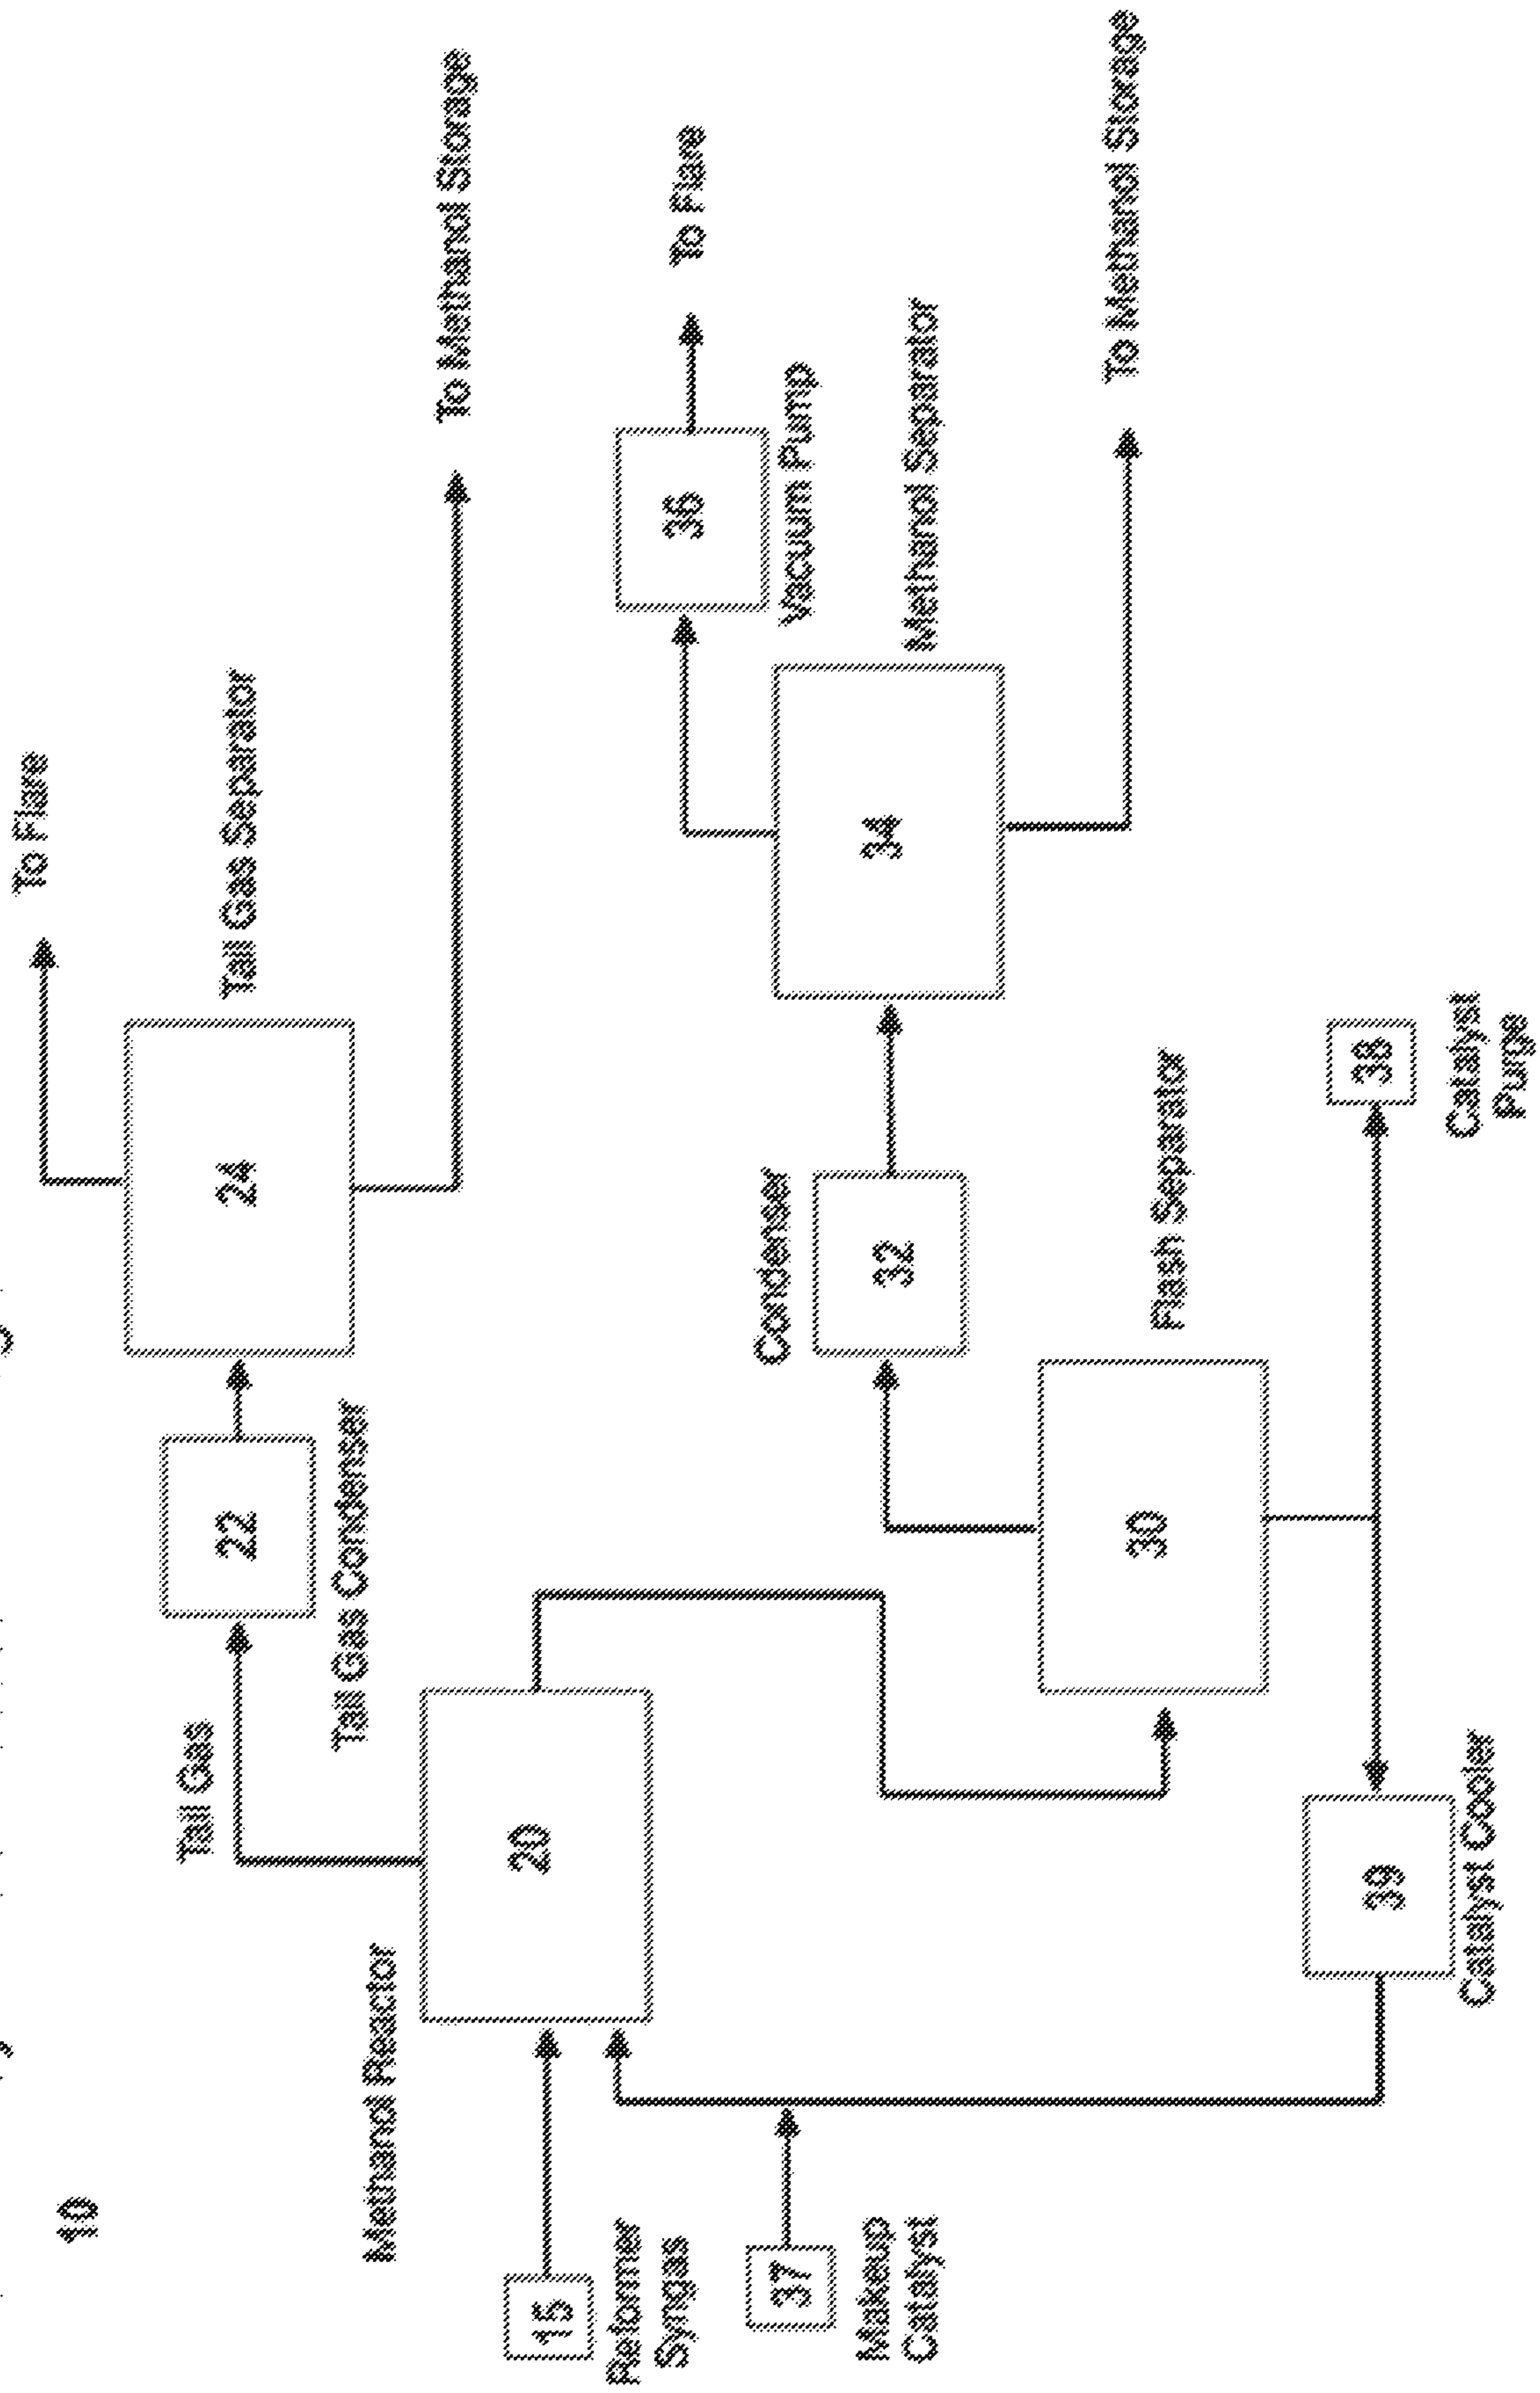 10
To Flare
Tail Gas
22
24
Tail Gas Separator
Tail Gas Condenser
To Methanol Storage
Methanol Reactor
20
15
Reformer
Syngas
36
To Flare
Vacuum Pump
Condenser
37
Makeup
Catalyst
32
34
Methanol Separator
30
Flash Separator
To Methanol Storage
39
Catalyst Cooler
38
Catalyst
Purge